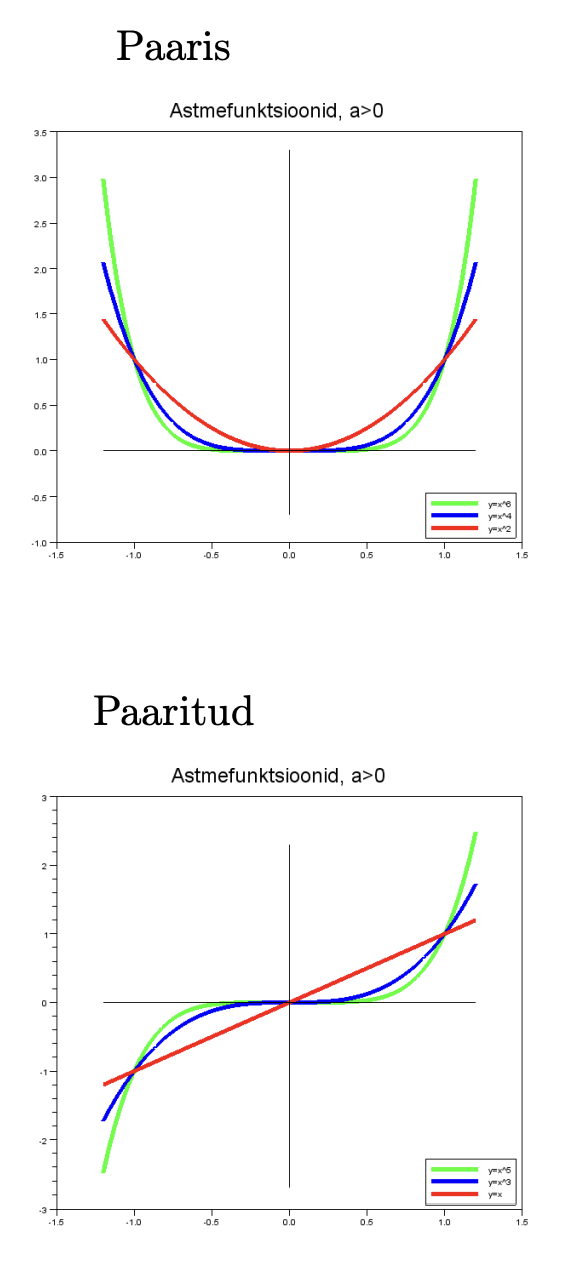 Paaris
Astmefunktsioonid, a>0
3.5
3.0
2.5
2.0
1.5
1.0
0.5
0.0
-0.5
-1.0
y=x^6
y=x^4
y=x^2
-1.5 -1.0 -0.5 0.0 0.5 1.0 1.5
Paaritud
Astmefunktsioonid, a>0
3
2
1
0
-1
-2
-3
y=x^5
y=x^3
y=x
-1.5 -1.0 -0.5 0.0 0.5 1.0 1.5